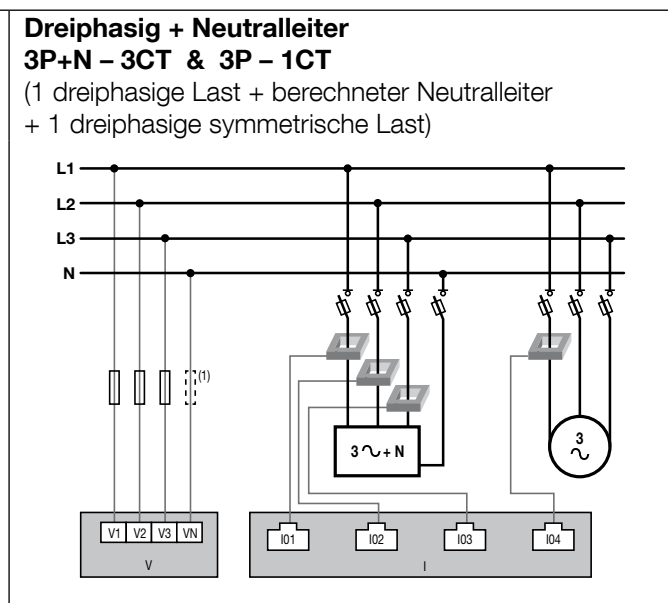 Dreiphasig + Neutralleiter
3P+N – 3CT & 3P – 1CT
(1 dreiphasige Last + berechneter Neutralleiter
+ 1 dreiphasige symmetrische Last)
L1
L2
L3
N
(1)
3 ∿ + N
3
∿
V1 V2 V3 VN
V
I01 I02 I03 I04
I